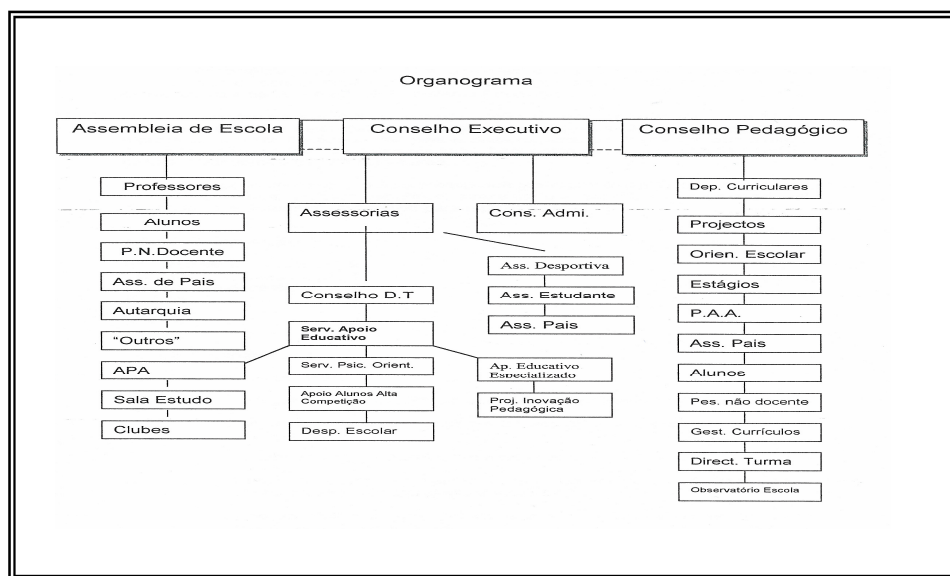 Organograma
Assembleia de Escola
Conselho Executivo
Conselho Pedagógico
Professores
Alunos
P.N.Docente
Ass. de Pais
Autarquia
“Outros”
APA
Sala Estudo
Clubes
Assessorias
Cons. Admi.
Ass. Desportiva
Ass. Estudante
Ass. Pais
Conselho D.T
Serv. Apoio
Educativo
Serv. Psic. Orient.
Apoio Alunos Alta
Competição
Desp. Escolar
Ap. Educativo
Especializado
Proj. Inovação
Pedagógica
Dep. Curriculares
Projectos
Orien. Escolar
Estágios
P.A.A.
Ass. Pais
Alunos
Pes. não docente
Gest. Currículos
Direct. Turma
Observatório Escola